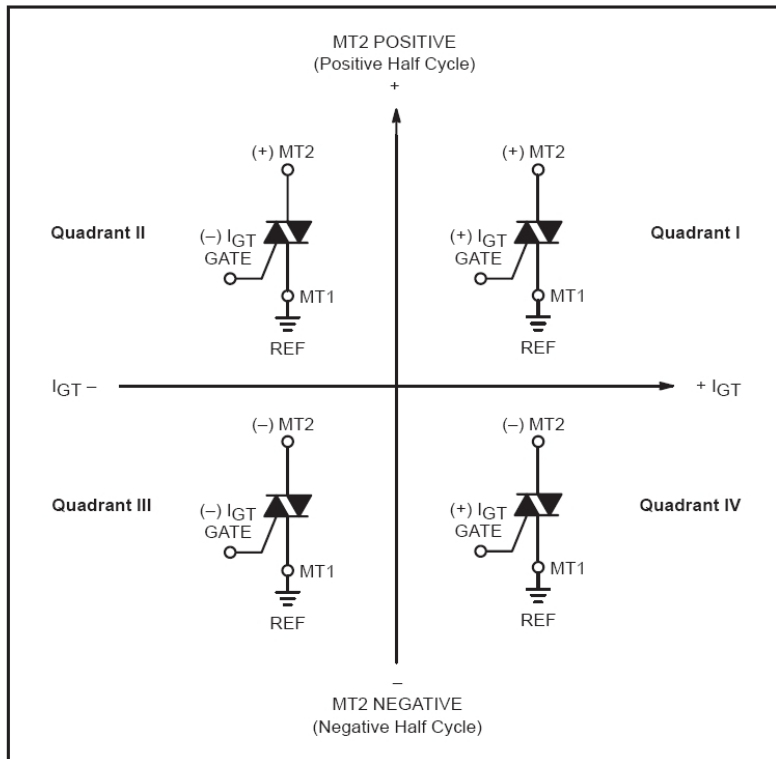 MT2 POSITIVE
(Positive Half Cycle)
+
(+) MT2
(+) MT2
Quadrant II
(–) IGT
GATE
(+) IGT
GATE
Quadrant I
MT1
MT1
REF
REF
IGT –
+ IGT
(–) MT2
(–) MT2
Quadrant III
(–) IGT
GATE
(+) IGT
GATE
Quadrant IV
MT1
MT1
REF
REF
–
MT2 NEGATIVE
(Negative Half Cycle)